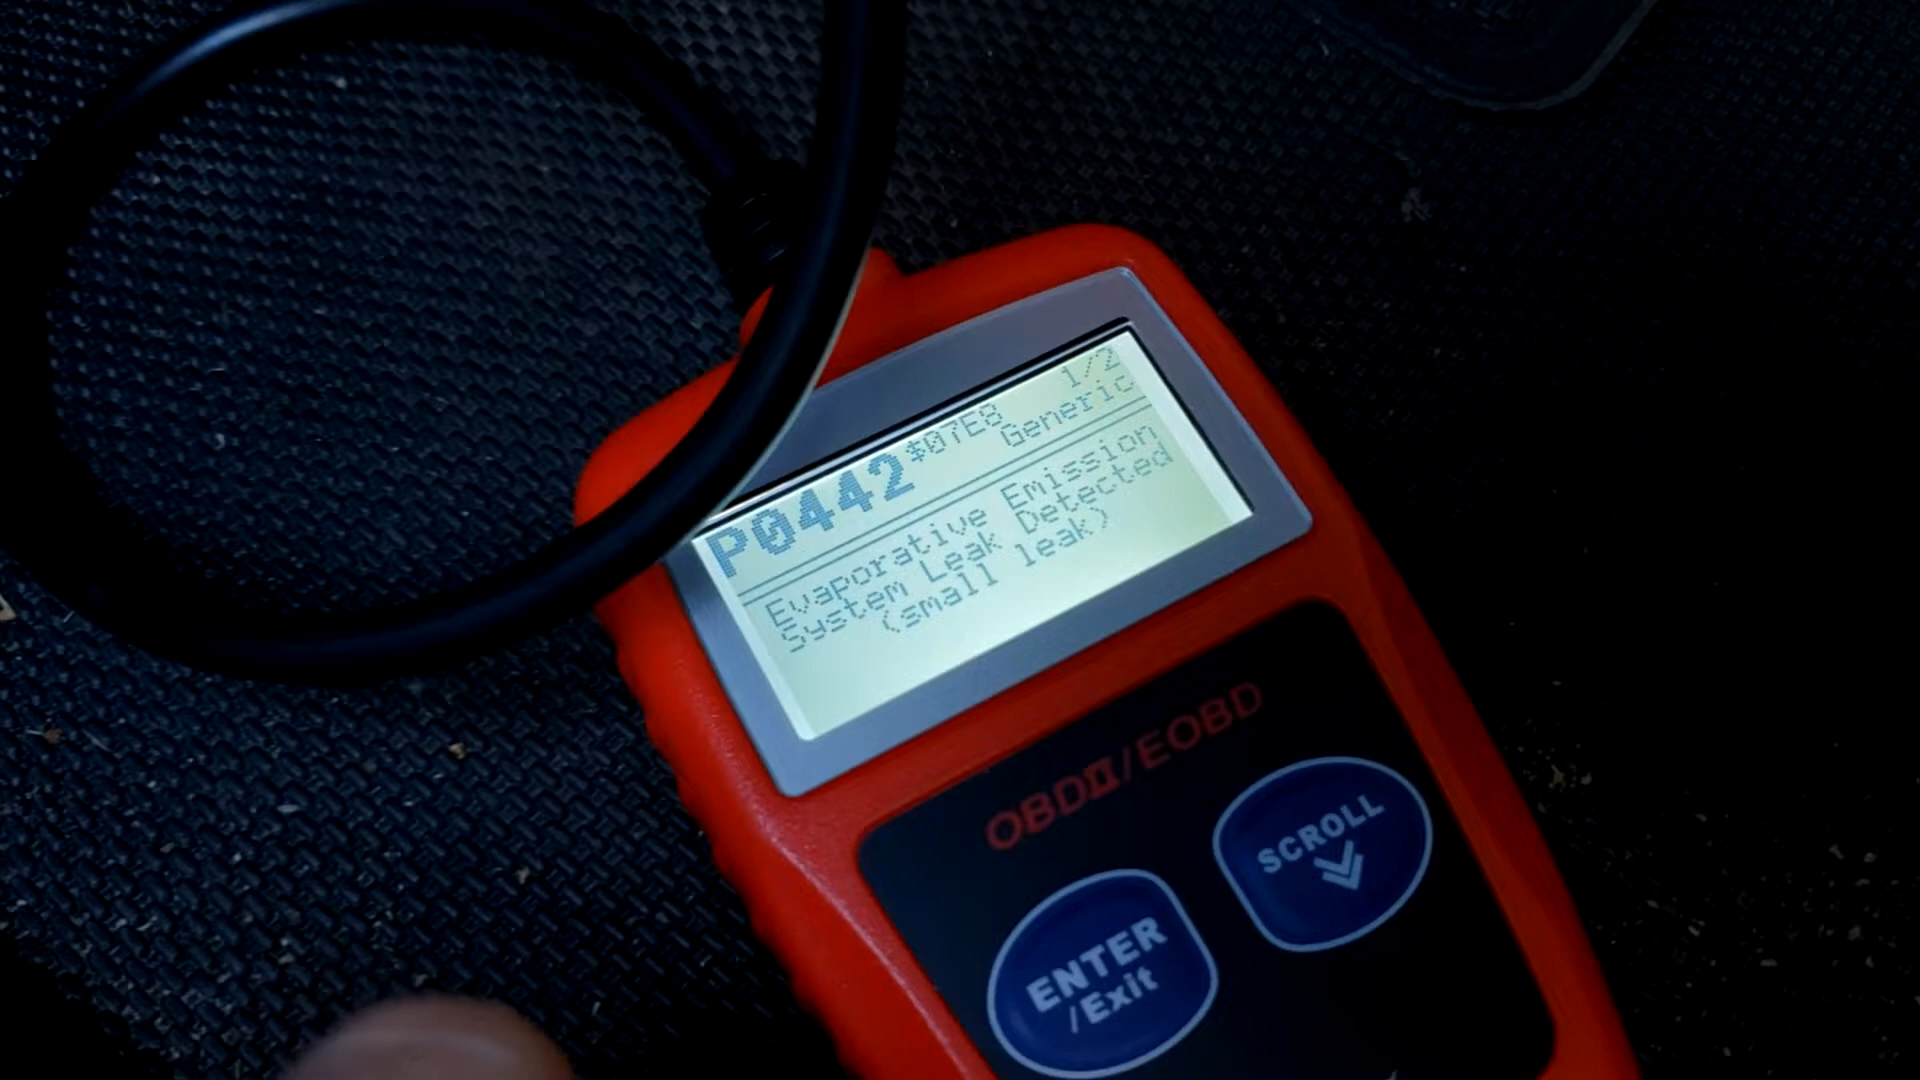 1/2
P0442 $07E8 Generic
Evaporative Emission
System Leak Detected
(small leak)
OBDII/EOBD
SCROLL
ENTER
/Exit